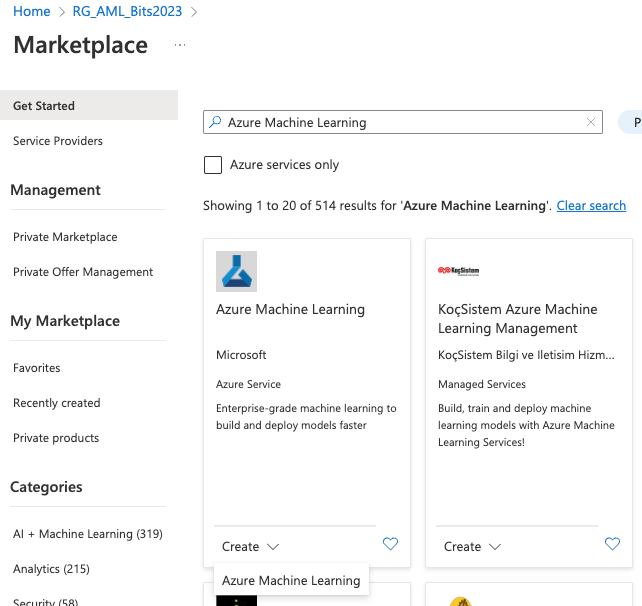 Home > RG_AML_Bits2023 >
Marketplace ...
Get Started
Service Providers
Management
Private Marketplace
Private Offer Management
My Marketplace
Favorites
Recently created
Private products
Categories
AI + Machine Learning (319)
Analytics (215)
Security (58)
Azure Machine Learning
P
Azure services only
Showing 1 to 20 of 514 results for 'Azure Machine Learning'. Clear search
Azure Machine Learning
Microsoft
Azure Service
Enterprise-grade machine learning to
build and deploy models faster
Create
Azure Machine Learning
KoçSistem
KoçSistem Azure Machine
Learning Management
KoçSistem Bilgi ve Iletisim Hizm...
Managed Services
Build, train and deploy machine
learning models with Azure Machine
Learning Services!
Create